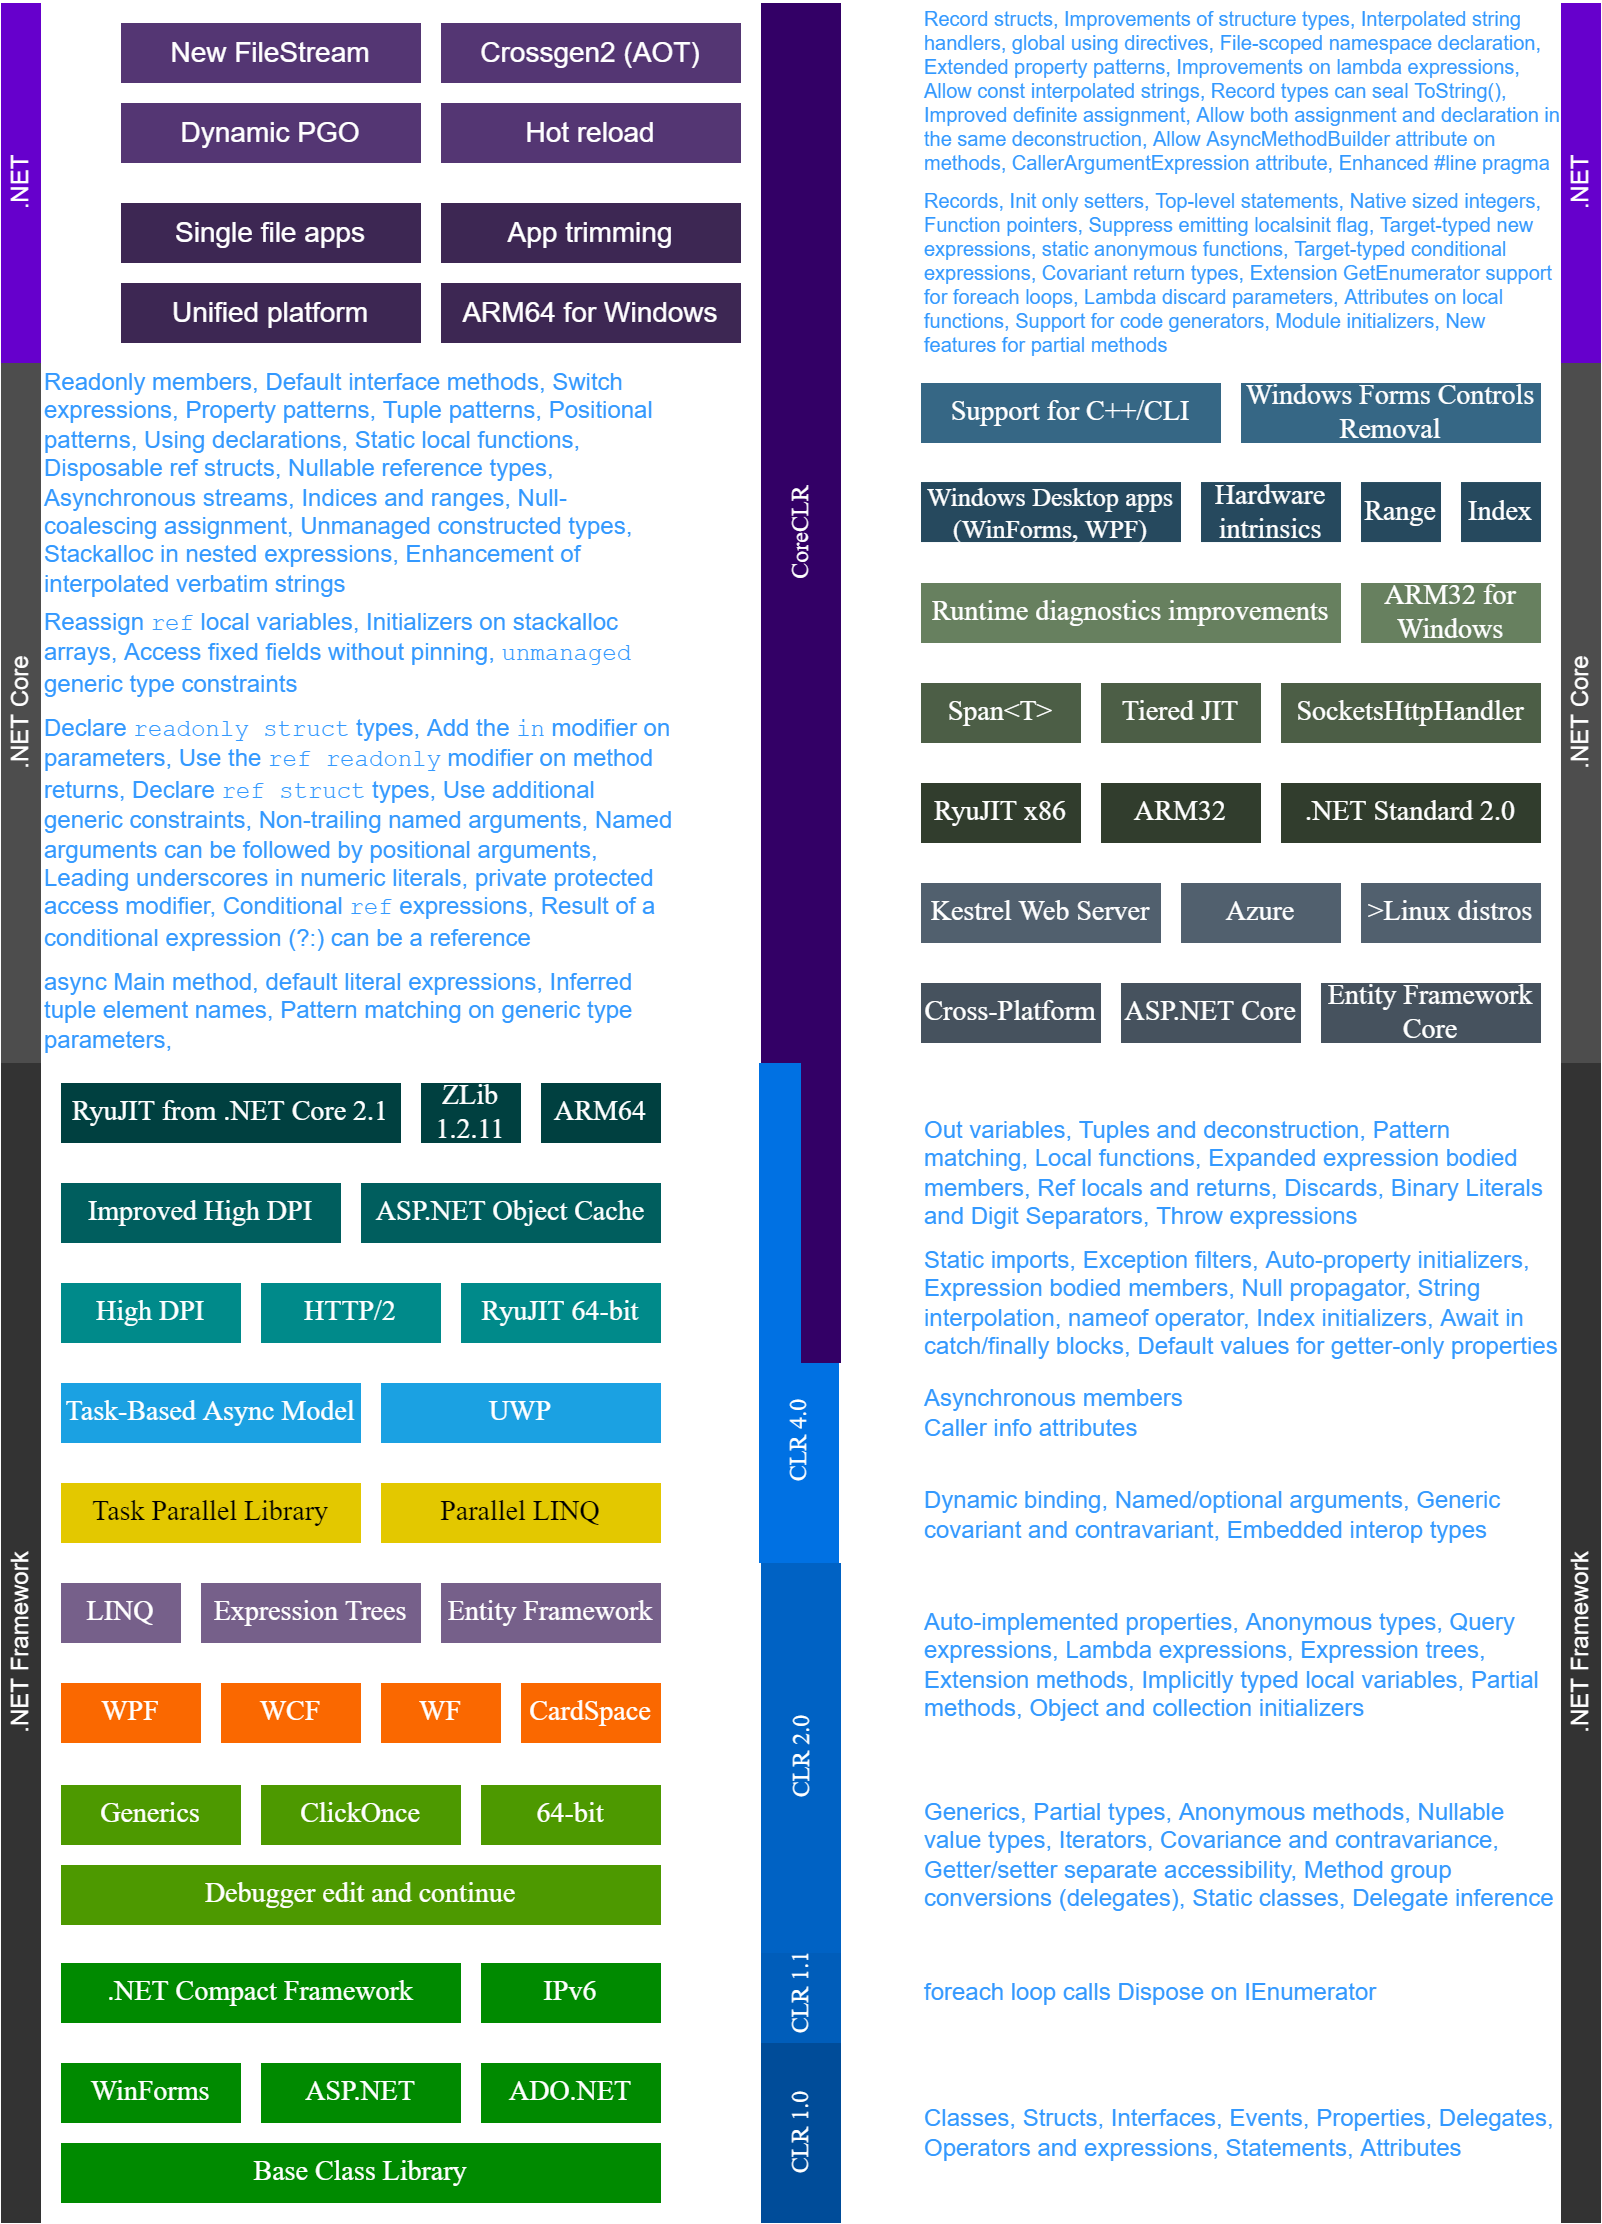 New FileStream
Crossgen2 (AOT)
Dynamic PGO
Hot reload
Single file apps
App trimming
Unified platform
ARM64 for Windows
.NET
Readonly members, Default interface methods, Switch
expressions, Property patterns, Tuple patterns, Positional
patterns, Using declarations, Static local functions,
Disposable ref structs, Nullable reference types,
Asynchronous streams, Indices and ranges, Null-
coalescing assignment, Unmanaged constructed types,
Stackalloc in nested expressions, Enhancement of
interpolated verbatim strings
Reassign ref local variables, Initializers on stackalloc
arrays, Access fixed fields without pinning, unmanaged
generic type constraints
Declare readonly struct types, Add the in modifier on
parameters, Use the ref readonly modifier on method
returns, Declare ref struct types, Use additional
generic constraints, Non-trailing named arguments, Named
arguments can be followed by positional arguments,
Leading underscores in numeric literals, private protected
access modifier, Conditional ref expressions, Result of a
conditional expression (?:) can be a reference
async Main method, default literal expressions, Inferred
tuple element names, Pattern matching on generic type
parameters,
.NET Core
RyuJIT from .NET Core 2.1
ZLib
1.2.11
ARM64
Improved High DPI
ASP.NET Object Cache
High DPI
HTTP/2
RyuJIT 64-bit
Task-Based Async Model
UWP
Task Parallel Library
Parallel LINQ
LINQ
Expression Trees
Entity Framework
WPF
WCF
WF
CardSpace
Generics
ClickOnce
64-bit
Debugger edit and continue
.NET Compact Framework
IPv6
WinForms
ASP.NET
ADO.NET
Base Class Library
.NET Framework
CoreCLR
CLR 4.0
CLR 2.0
CLR 1.1
CLR 1.0
Record structs, Improvements of structure types, Interpolated string
handlers, global using directives, File-scoped namespace declaration,
Extended property patterns, Improvements on lambda expressions,
Allow const interpolated strings, Record types can seal ToString(),
Improved definite assignment, Allow both assignment and declaration in
the same deconstruction, Allow AsyncMethodBuilder attribute on
methods, CallerArgumentExpression attribute, Enhanced #line pragma
Records, Init only setters, Top-level statements, Native sized integers,
Function pointers, Suppress emitting localsinit flag, Target-typed new
expressions, static anonymous functions, Target-typed conditional
expressions, Covariant return types, Extension GetEnumerator support
for foreach loops, Lambda discard parameters, Attributes on local
functions, Support for code generators, Module initializers, New
features for partial methods
.NET
Support for C++/CLI
Windows Forms Controls
Removal
Windows Desktop apps
(WinForms, WPF)
Hardware
intrinsics
Range
Index
Runtime diagnostics improvements
ARM32 for
Windows
Span<T>
Tiered JIT
SocketsHttpHandler
RyuJIT x86
ARM32
.NET Standard 2.0
Kestrel Web Server
Azure
>Linux distros
Cross-Platform
ASP.NET Core
Entity Framework
Core
.NET Core
Out variables, Tuples and deconstruction, Pattern
matching, Local functions, Expanded expression bodied
members, Ref locals and returns, Discards, Binary Literals
and Digit Separators, Throw expressions
Static imports, Exception filters, Auto-property initializers,
Expression bodied members, Null propagator, String
interpolation, nameof operator, Index initializers, Await in
catch/finally blocks, Default values for getter-only properties
Asynchronous members
Caller info attributes
Dynamic binding, Named/optional arguments, Generic
covariant and contravariant, Embedded interop types
Auto-implemented properties, Anonymous types, Query
expressions, Lambda expressions, Expression trees,
Extension methods, Implicitly typed local variables, Partial
methods, Object and collection initializers
Generics, Partial types, Anonymous methods, Nullable
value types, Iterators, Covariance and contravariance,
Getter/setter separate accessibility, Method group
conversions (delegates), Static classes, Delegate inference
foreach loop calls Dispose on IEnumerator
Classes, Structs, Interfaces, Events, Properties, Delegates,
Operators and expressions, Statements, Attributes
.NET Framework